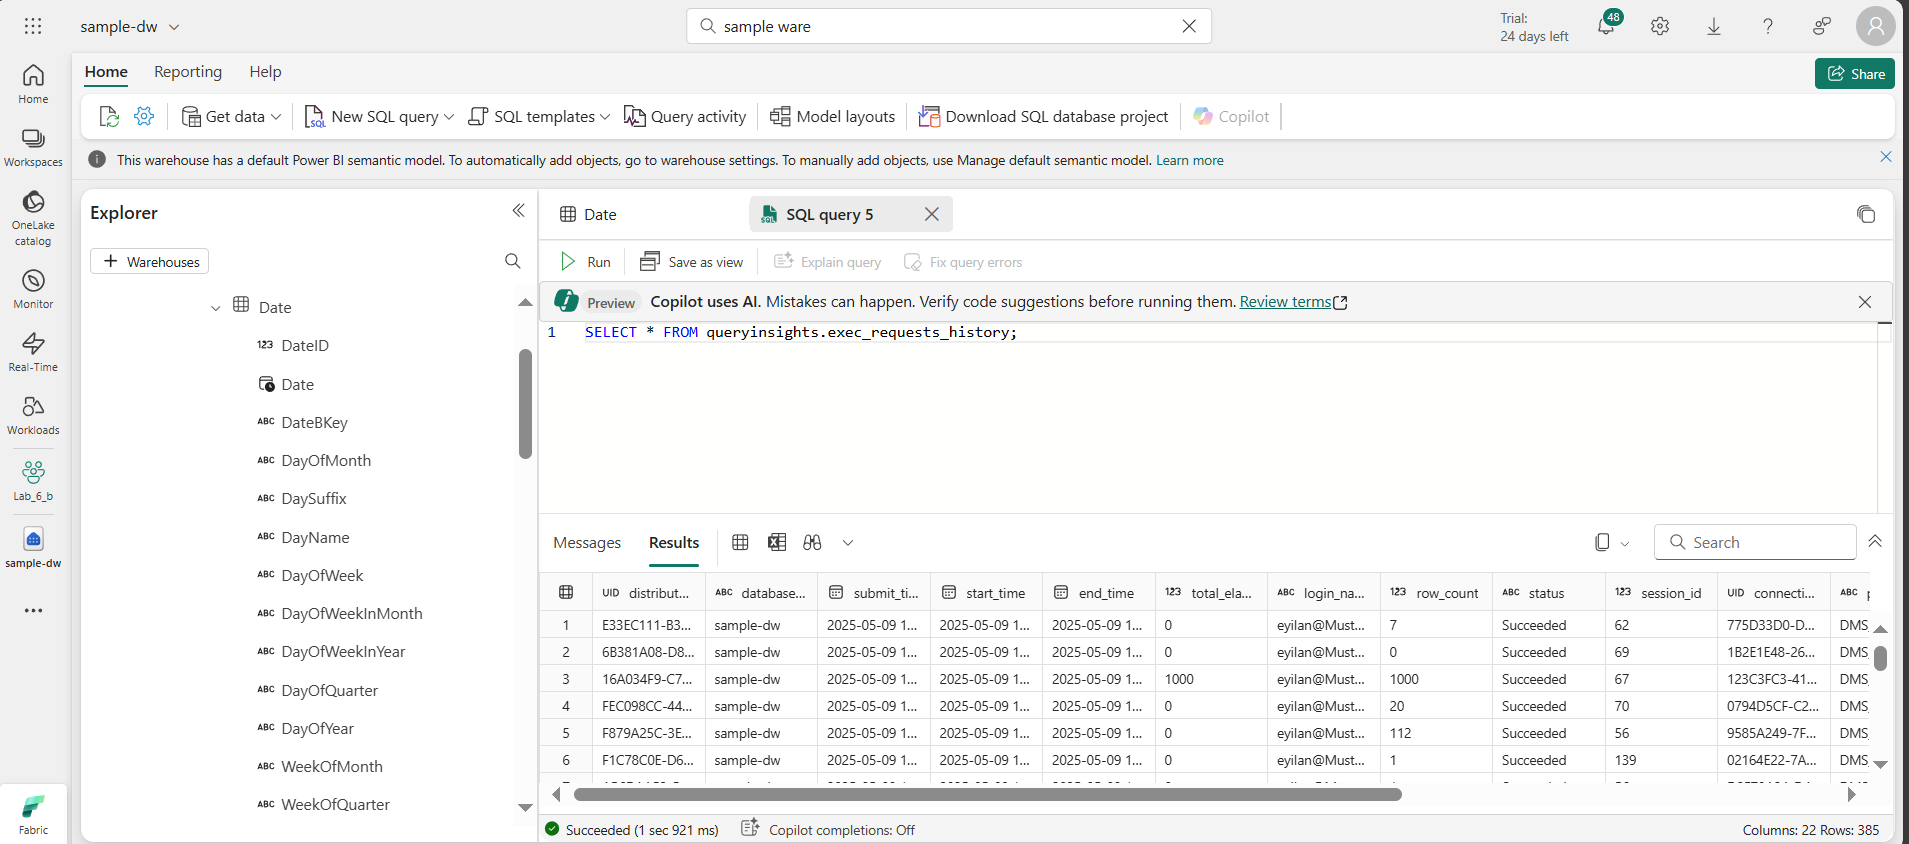 sample-dw
sample ware
Trial:
24 days left
48
Home
Reporting
Help
Share
Get data
New SQL query
SQL templates
Query activity
Model layouts
Download SQL database project
Copilot
This warehouse has a default Power BI semantic model. To automatically add objects, go to warehouse settings. To manually add objects, use Manage default semantic model. Learn more
Home
Workspaces
OneLake
catalog
Monitor
Real-Time
Workloads
Lab_6_b
sample-dw
Fabric
Explorer
+ Warehouses
Date
123 DateID
Date
ABC DateBKey
ABC DayOfMonth
ABC DaySuffix
ABC DayName
ABC DayOfWeek
ABC DayOfWeekInMonth
ABC DayOfWeekInYear
ABC DayOfQuarter
ABC DayOfYear
ABC WeekOfMonth
ABC WeekOfQuarter
Date
SQL query 5
Run
Save as view
Explain query
Fix query errors
Preview Copilot uses AI. Mistakes can happen. Verify code suggestions before running them. Review terms
1 SELECT * FROM queryinsights.exec_requests_history;
Messages
Results
Search
UID distribut... ABC database... submit_ti... start_time end_time 123 total_ela... ABC login_na... 123 row_count ABC status 123 session_id UID connecti... ABC
1 E33EC111-B3... sample-dw 2025-05-09 1... 2025-05-09 1... 2025-05-09 1... 0 eyilan@Must... 7 Succeeded 62 775D33D0-D... DMS
2 6B381A08-D8... sample-dw 2025-05-09 1... 2025-05-09 1... 2025-05-09 1... 0 eyilan@Must... 0 Succeeded 69 1B2E1E48-26... DMS
3 16A034F9-C7... sample-dw 2025-05-09 1... 2025-05-09 1... 2025-05-09 1... 1000 eyilan@Must... 1000 Succeeded 67 123C3FC3-41... DMS
4 FEC098CC-44... sample-dw 2025-05-09 1... 2025-05-09 1... 2025-05-09 1... 0 eyilan@Must... 20 Succeeded 70 0794D5CF-C2... DMS
5 F879A25C-3E... sample-dw 2025-05-09 1... 2025-05-09 1... 2025-05-09 1... 0 eyilan@Must... 112 Succeeded 56 9585A249-7F... DMS
6 F1C78C0E-D6... sample-dw 2025-05-09 1... 2025-05-09 1... 2025-05-09 1... 0 eyilan@Must... 1 Succeeded 139 02164E22-7A... DMS
Succeeded (1 sec 921 ms)
Copilot completions: Off
Columns: 22 Rows: 385